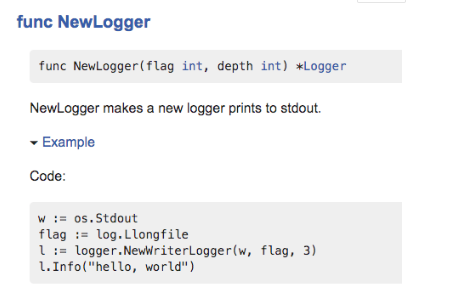 func NewLogger
func NewLogger(flag int, depth int) *Logger
NewLogger makes a new logger prints to stdout.
Example
Code:
w := os.Stdout
flag := log.Llongfile
l := logger.NewWriterLogger(w, flag, 3)
l.Info("hello, world")